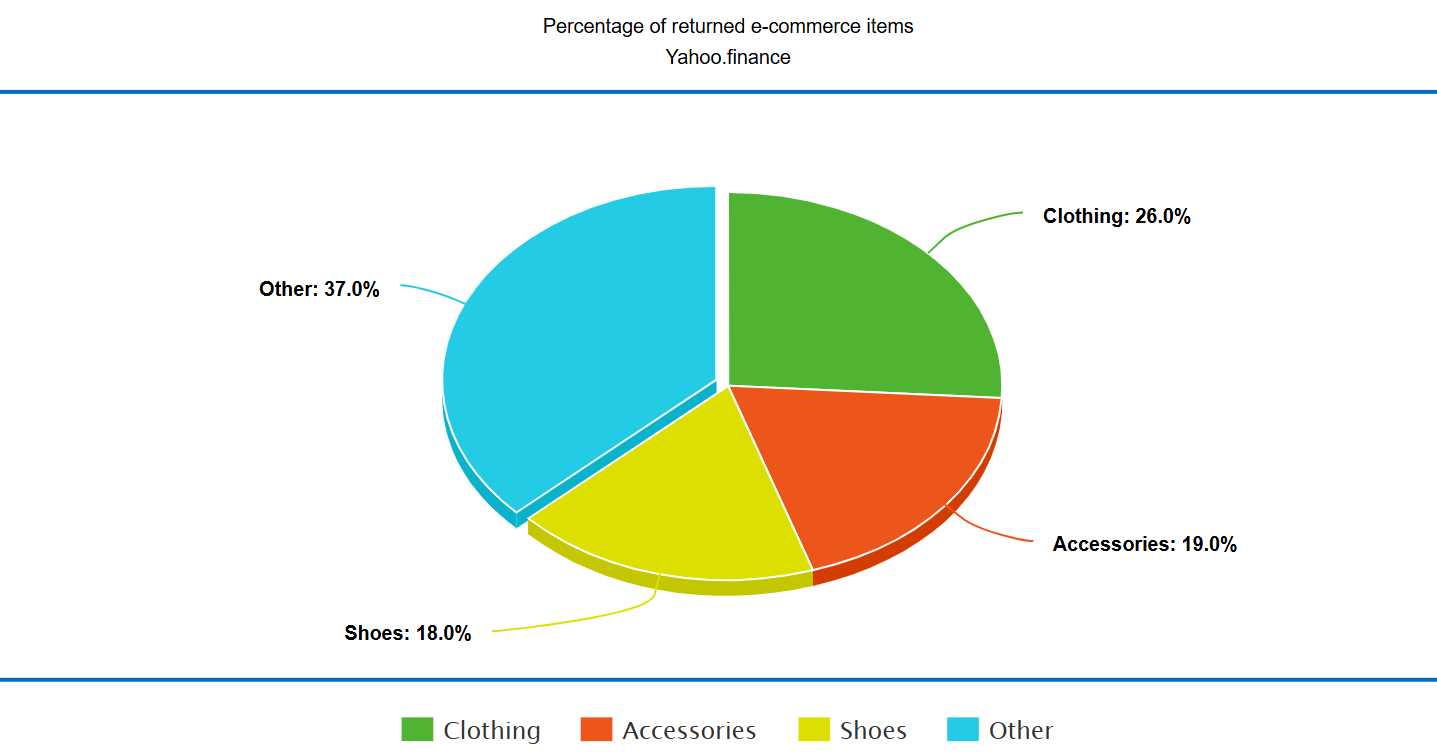 Percentage of returned e-commerce items
Yahoo.finance
Clothing: 26.0%
Other: 37.0%
Accessories: 19.0%
Shoes: 18.0%
Clothing Accessories Shoes Other